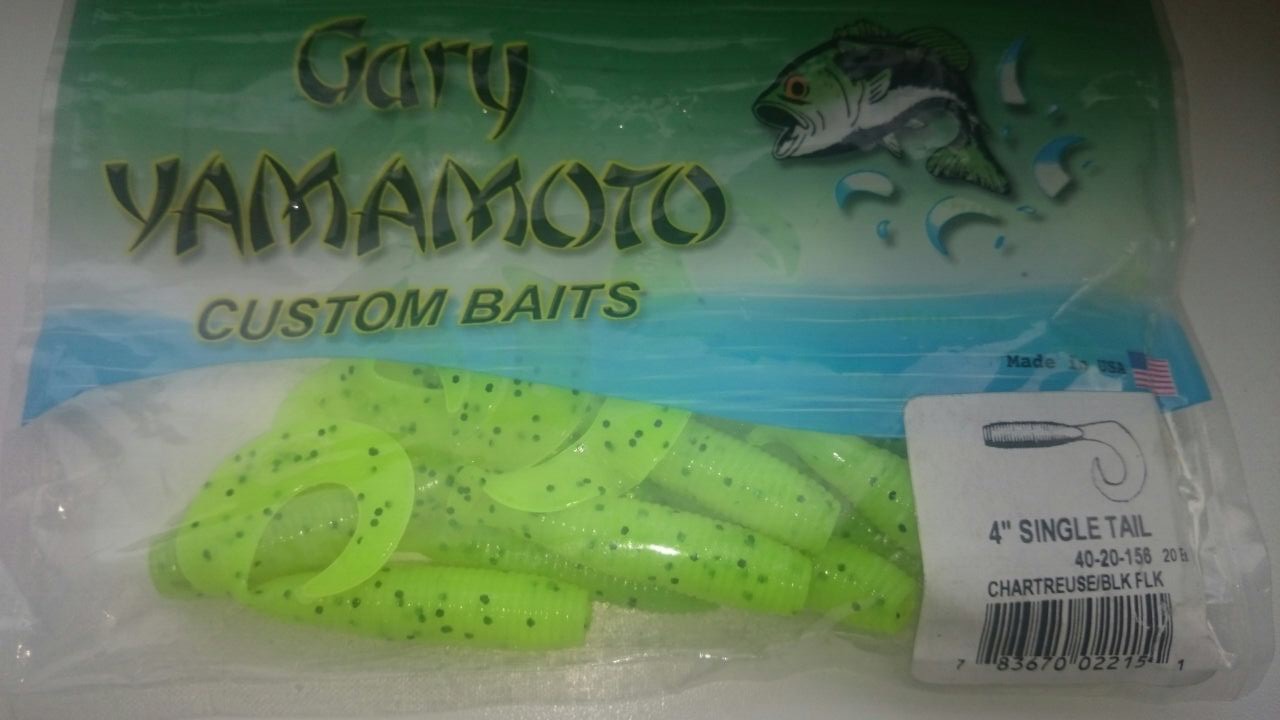 Gary
YAMAMOTO
CUSTOM BAITS
Made in USA
4" SINGLE TAIL
40-20-156 20
CHARTREUSE/BLK FLK
7 83670 02215 1